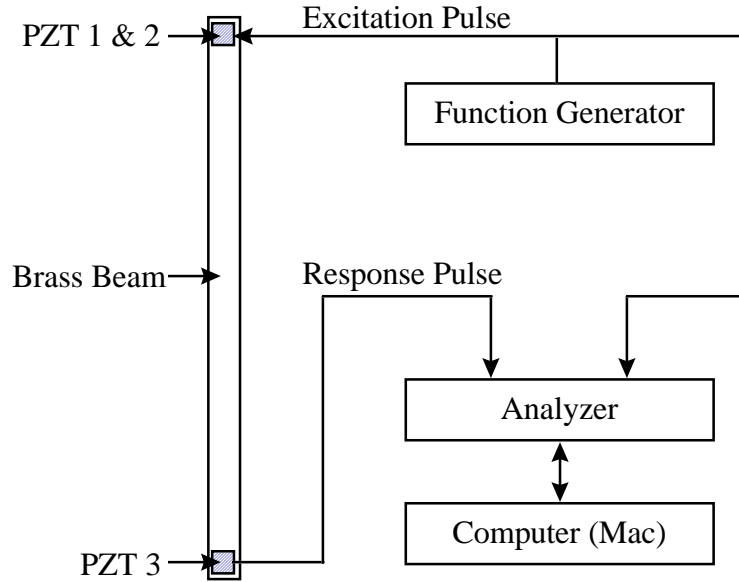 Excitation Pulse
PZT 1 & 2
Function Generator
Brass Beam
Response Pulse
Analyzer
Computer (Mac)
PZT 3